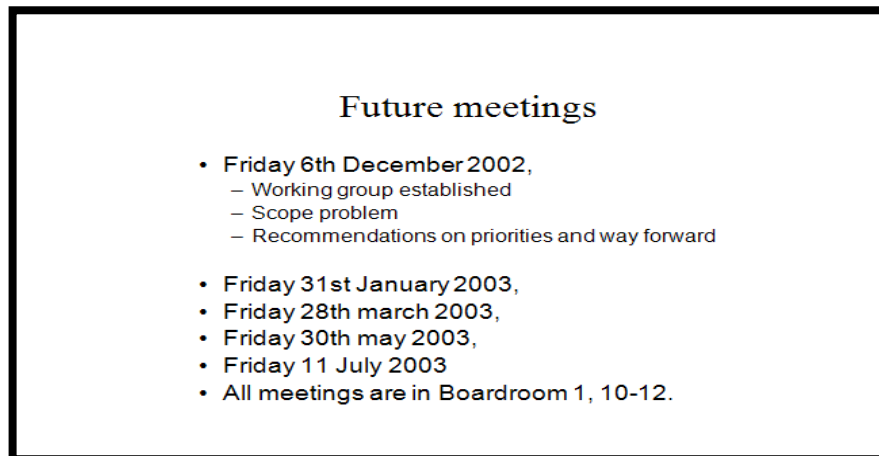 Future meetings
• Friday 6th December 2002,
– Working group established
– Scope problem
– Recommendations on priorities and way forward
• Friday 31st January 2003,
• Friday 28th march 2003,
• Friday 30th may 2003,
• Friday 11 July 2003
• All meetings are in Boardroom 1, 10-12.